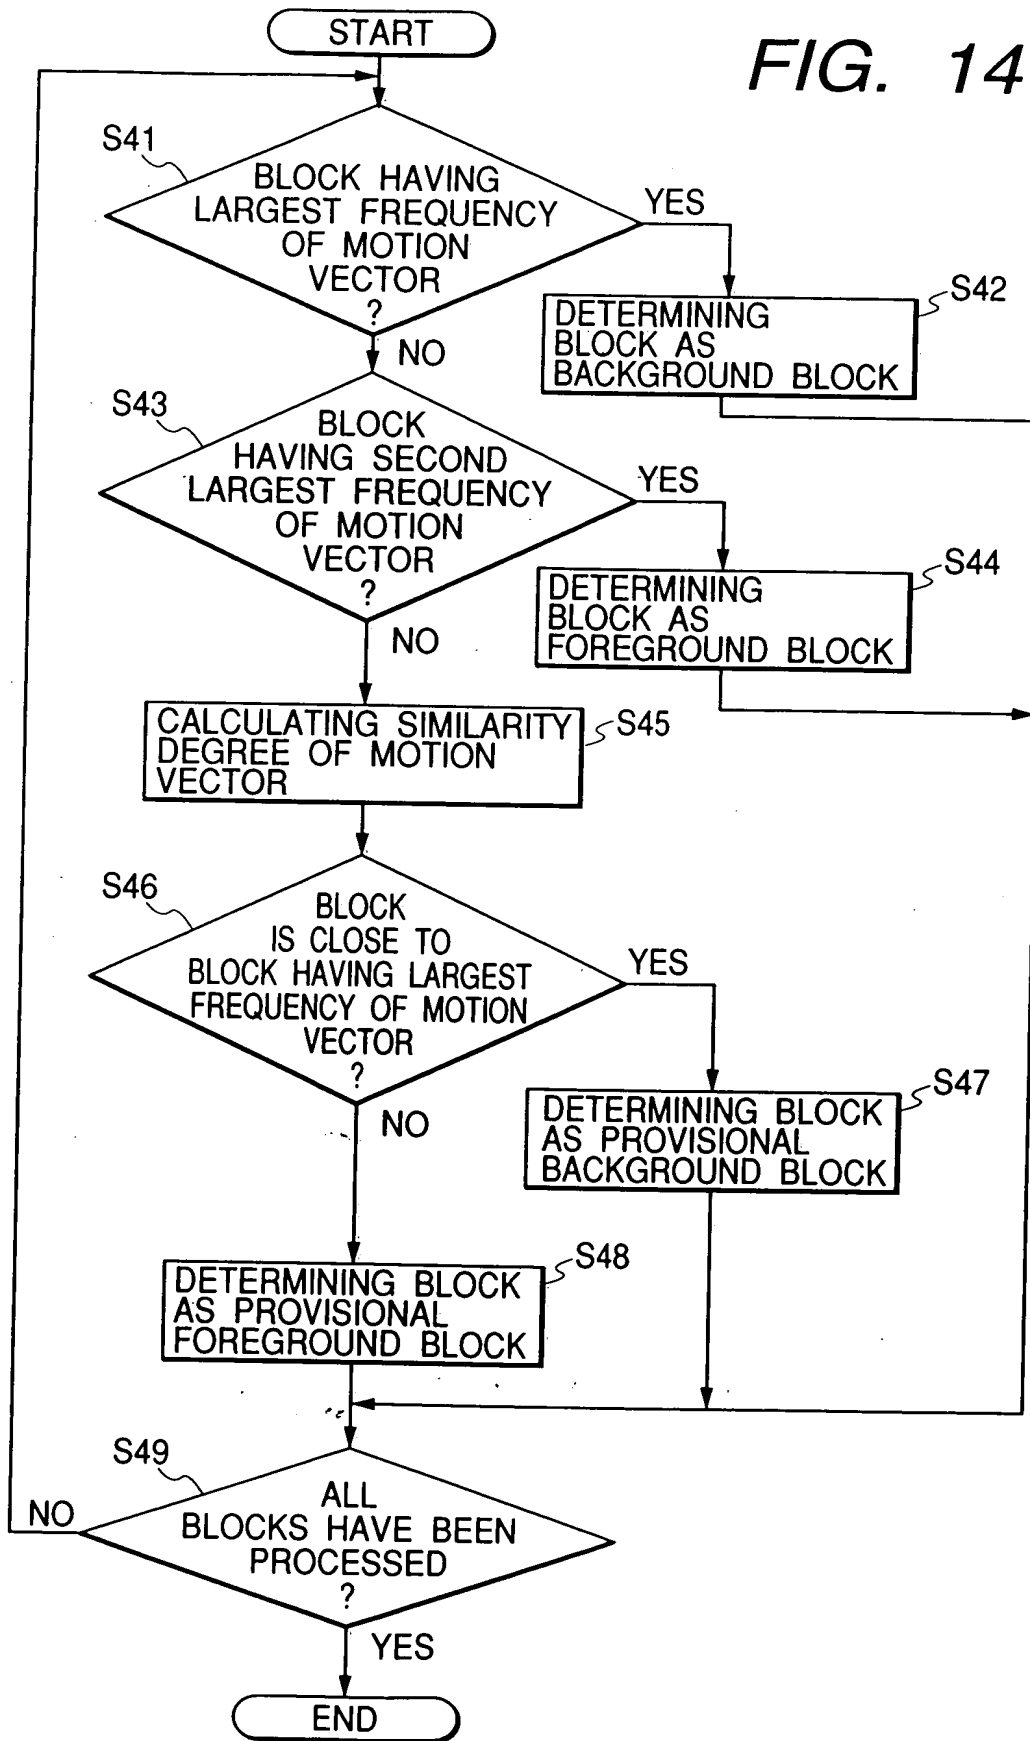 START
FIG. 14
S41
BLOCK HAVING
LARGEST FREQUENCY
OF MOTION
VECTOR
?
YES
S42
DETERMINING
BLOCK AS
BACKGROUND BLOCK
NO
S43
BLOCK
HAVING SECOND
LARGEST FREQUENCY
OF MOTION
VECTOR
?
YES
S44
DETERMINING
BLOCK AS
FOREGROUND BLOCK
NO
CALCULATING SIMILARITY
DEGREE OF MOTION
VECTOR
S45
S46
BLOCK
IS CLOSE TO
BLOCK HAVING LARGEST
FREQUENCY OF MOTION
VECTOR
?
YES
S47
DETERMINING BLOCK
AS PROVISIONAL
BACKGROUND BLOCK
NO
S48
DETERMINING BLOCK
AS PROVISIONAL
FOREGROUND BLOCK
S49
NO
ALL
BLOCKS HAVE BEEN
PROCESSED
?
YES
END